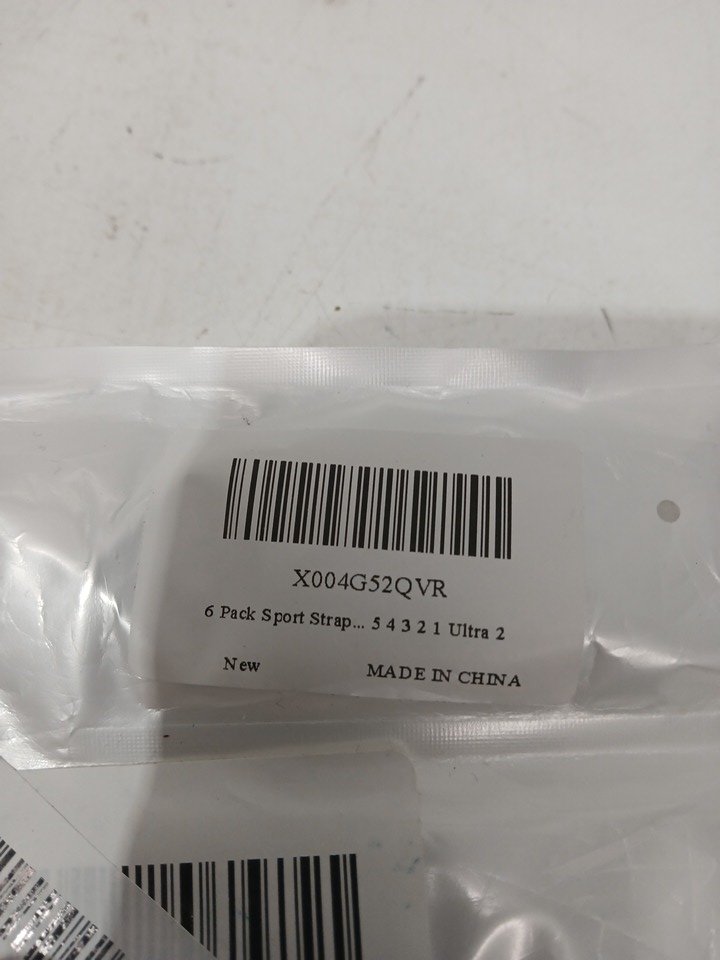 X004G52QVR
6 Pack Sport Strap... 5 4 3 2 1 Ultra 2
New MADE IN CHINA